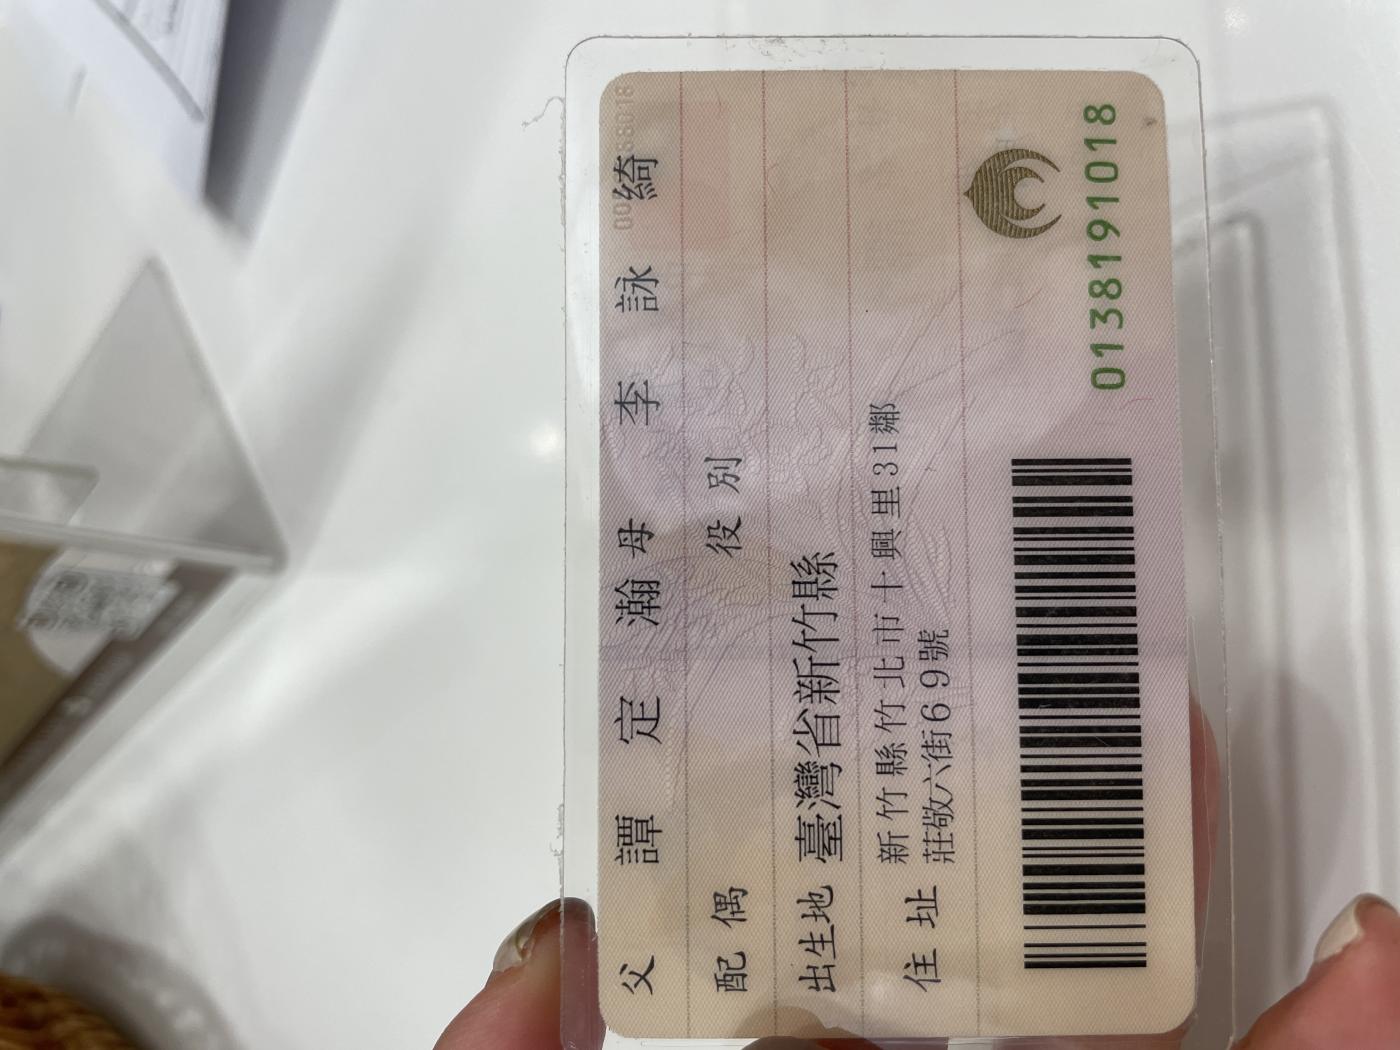 父 譚定瀚 母 李詠綺
配偶 役別
出生地 臺灣省新竹縣
住址 新竹縣竹北市十興里31鄰
莊敬六街69號
0138191018